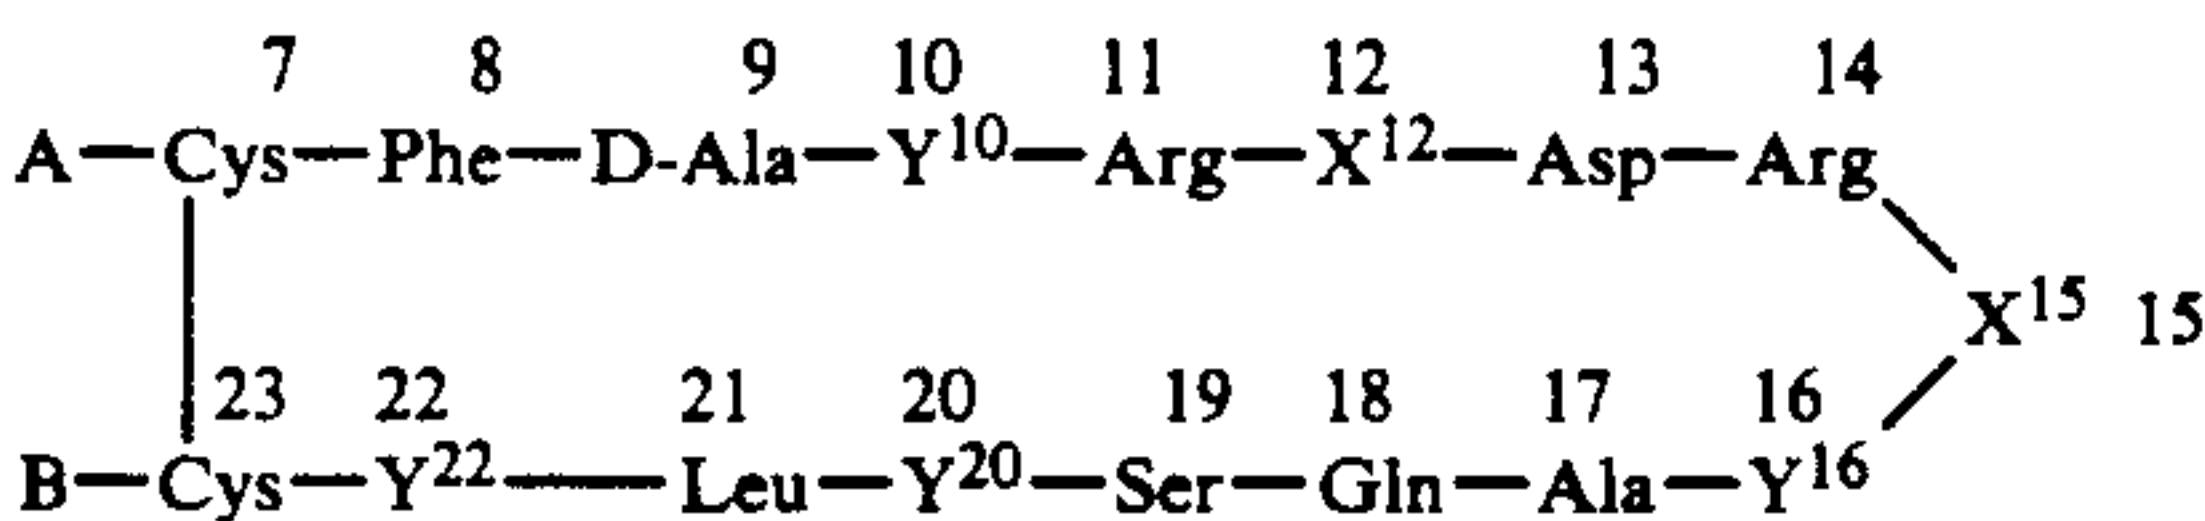 7 8 9 10 11 12 13 14
A—Cys—Phe—D-Ala—Y¹⁰—Arg—X¹²—Asp—Arg
X¹⁵ 15
23 22 21 20 19 18 17 16
B—Cys—Y²²—Leu—Y²⁰—Ser—Gln—Ala—Y¹⁶